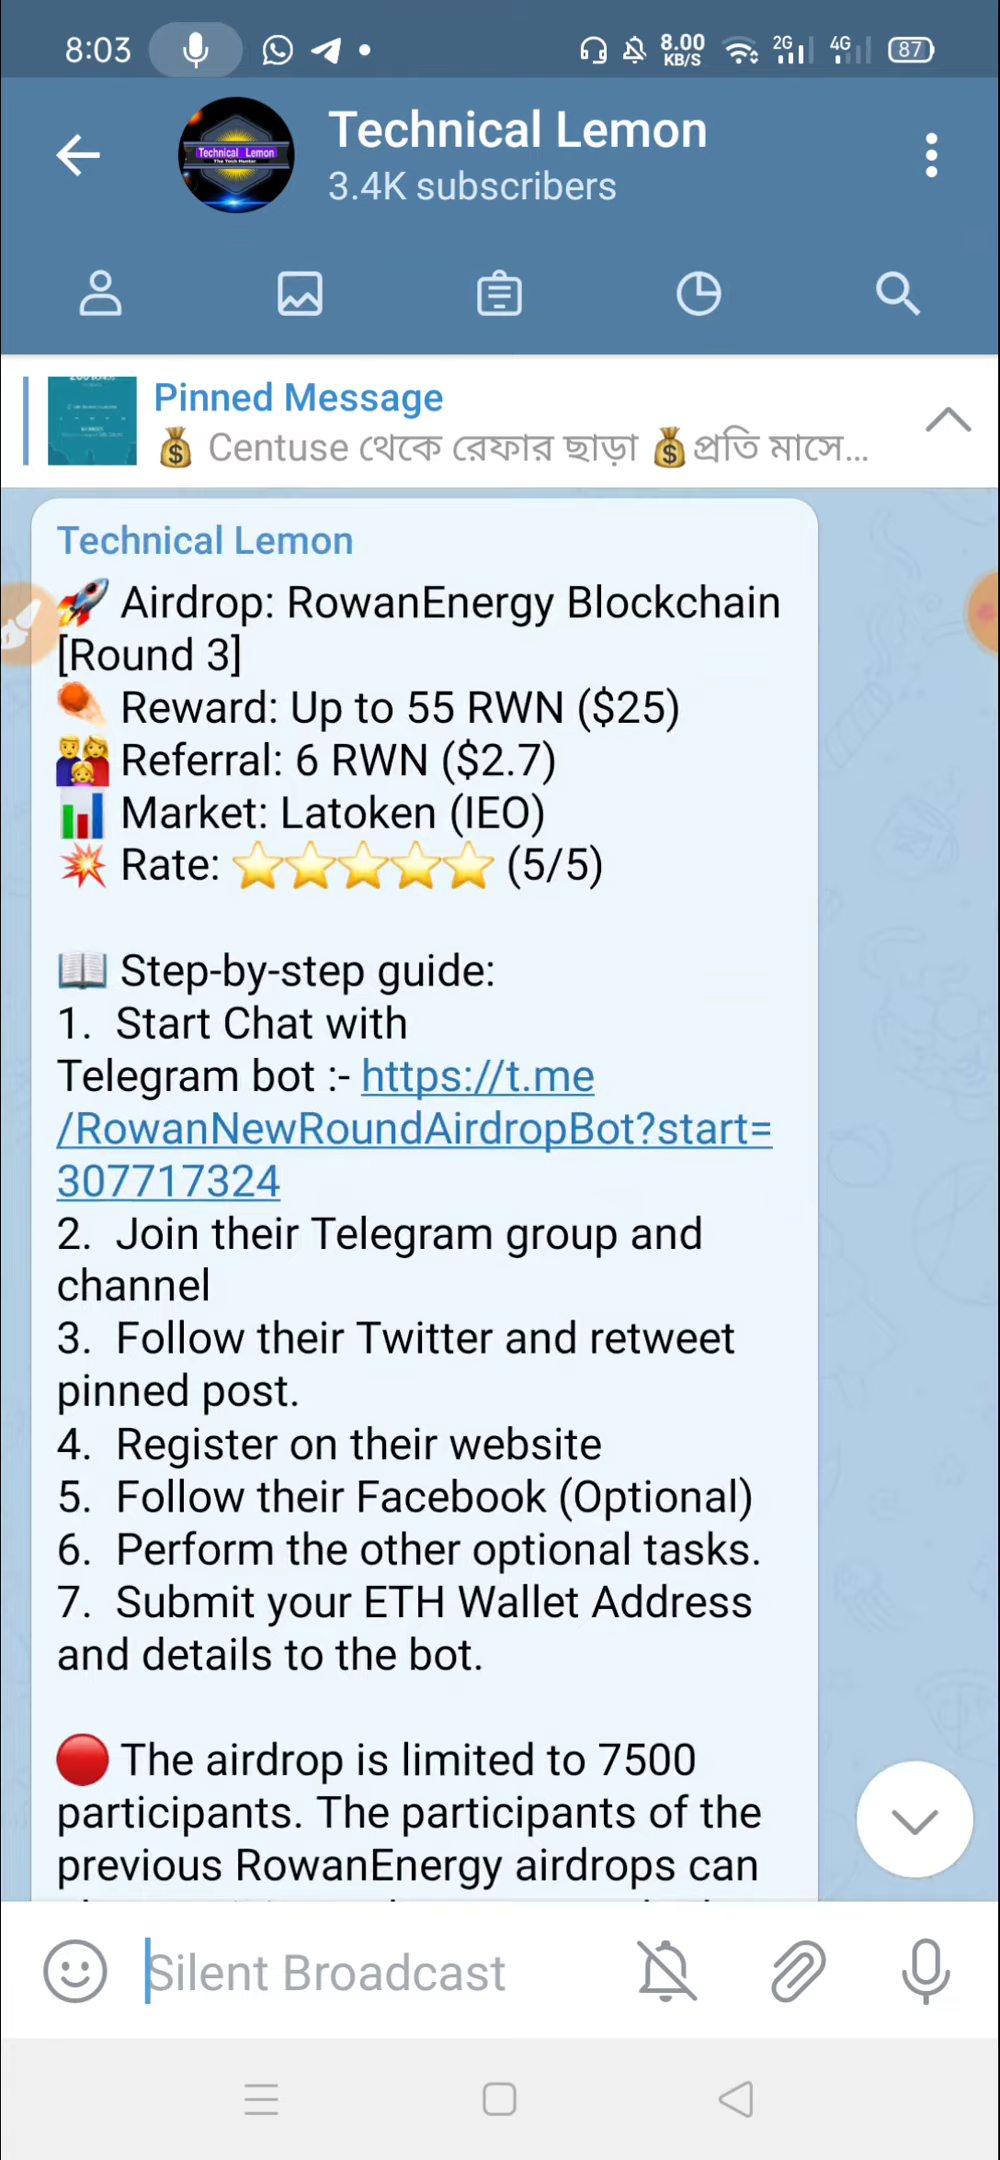 8:03
8.00
KB/S
2G
4G
87
Technical Lemon
Technical Lemon
3.4K subscribers
Pinned Message
💰 Centuse থেকে রেফার ছাড়া 💰প্রতি মাসে...
Technical Lemon
🚀 Airdrop: RowanEnergy Blockchain
[Round 3]
☄️ Reward: Up to 55 RWN ($25)
👨‍👩‍👧 Referral: 6 RWN ($2.7)
📊 Market: Latoken (IEO)
💥 Rate: ⭐⭐⭐⭐⭐ (5/5)
📖 Step-by-step guide:
1. Start Chat with
Telegram bot :- https://t.me
/RowanNewRoundAirdropBot?start=
307717324
2. Join their Telegram group and
channel
3. Follow their Twitter and retweet
pinned post.
4. Register on their website
5. Follow their Facebook (Optional)
6. Perform the other optional tasks.
7. Submit your ETH Wallet Address
and details to the bot.
🔴 The airdrop is limited to 7500
participants. The participants of the
previous RowanEnergy airdrops can
Silent Broadcast